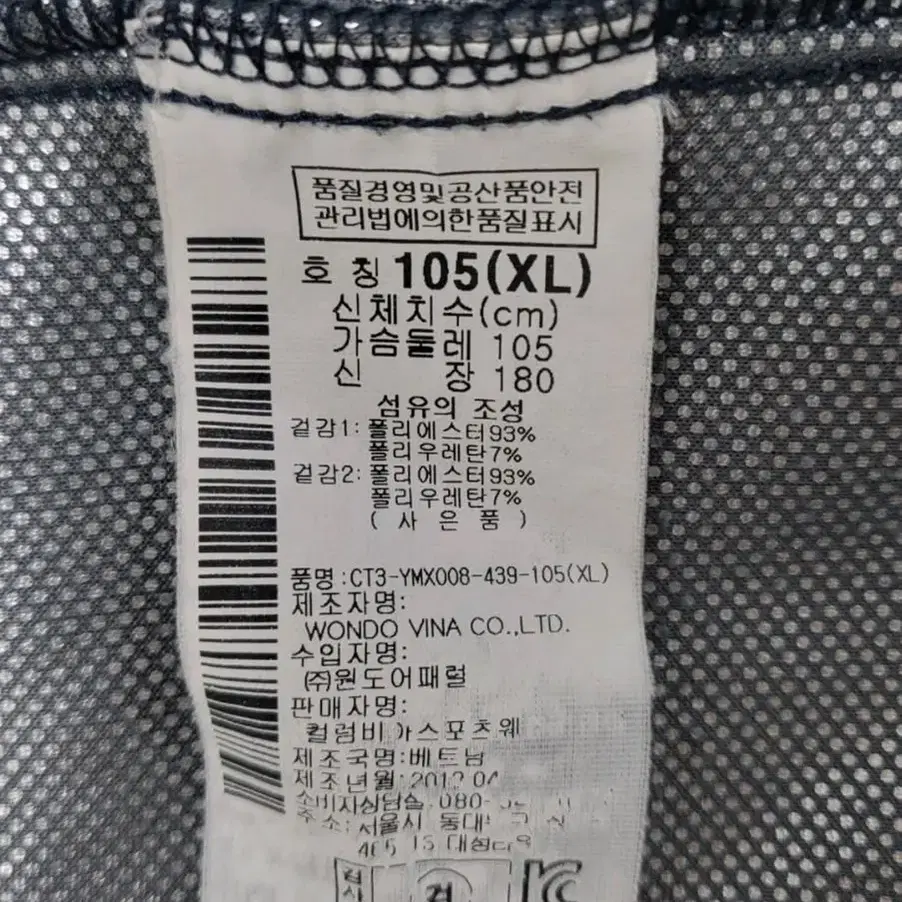 품질경영및공산품안전
관리법에의한품질표시
호 칭 105(XL)
신체치수(cm)
가슴둘레 105
신 장 180
섬유의 조성
겉감1: 폴리에스터93%
폴리우레탄7%
겉감2: 폴리에스터93%
폴리우레탄7%
( 사 은 품 )
품명:CT3-YMX008-439-105(XL)
제조자명:
WONDO VINA CO.,LTD.
수입자명:
㈜원도어패럴
판매자명:
컬럼비아스포츠웨
제조국명:베트남
제조년월:
소비자상담실:080-
주소: 서울시